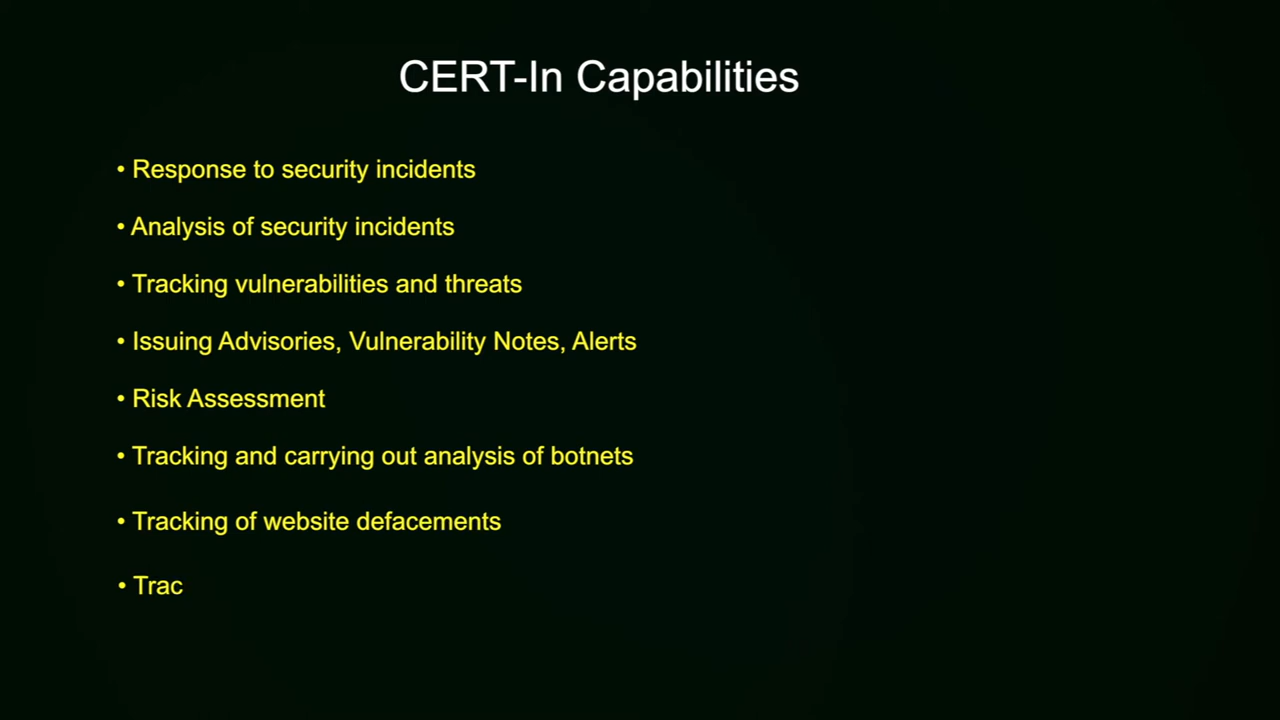 CERT-In Capabilities
• Response to security incidents
• Analysis of security incidents
• Tracking vulnerabilities and threats
• Issuing Advisories, Vulnerability Notes, Alerts
• Risk Assessment
• Tracking and carrying out analysis of botnets
• Tracking of website defacements
• Trac